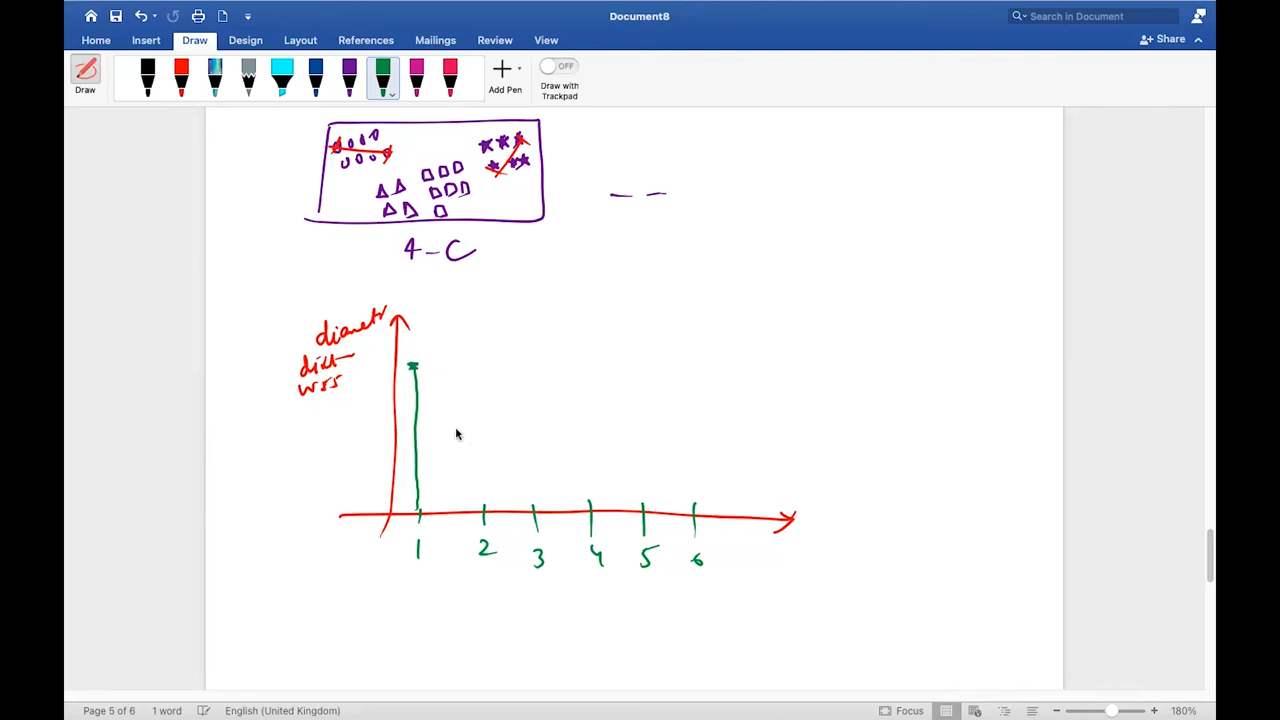 Document8
Search in Document
Home Insert Draw Design Layout References Mailings Review View
Share
OFF
Draw
Add Pen
Draw with
Trackpad
4-C
diametr
dist
wss
1 2 3 4 5 6
Page 5 of 6 1 word English (United Kingdom)
Focus
180%